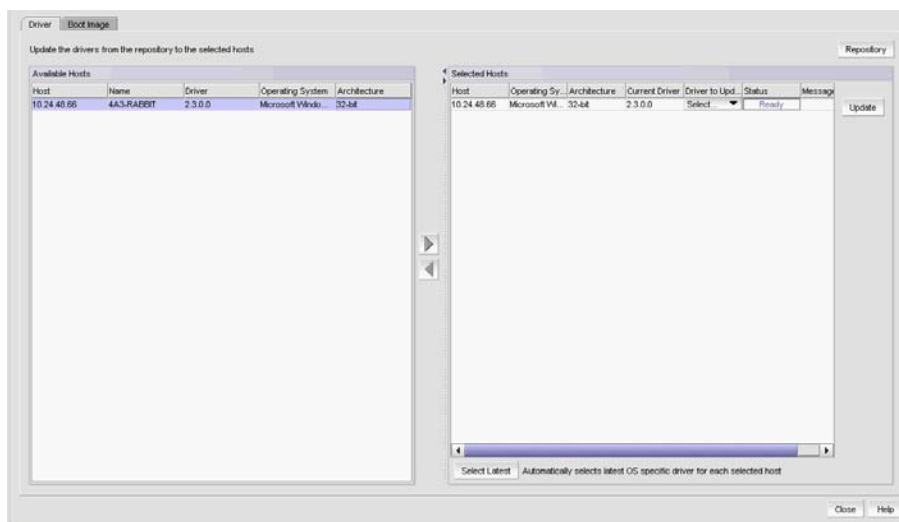 Driver Boot Image
Update the drivers from the repository to the selected hosts Repository
Available Hosts
Host Name Driver Operating System Architecture
10.24.48.66 4A3-RABBIT 2.3.0.0 Microsoft Windo... 32-bit
Selected Hosts
Host Operating Sy... Architecture Current Driver Driver to Upd... Status Message
10.24.48.66 Microsoft Wi... 32-bit 2.3.0.0 Select... Ready
Update
Select Latest Automatically selects latest OS specific driver for each selected host
Close Help